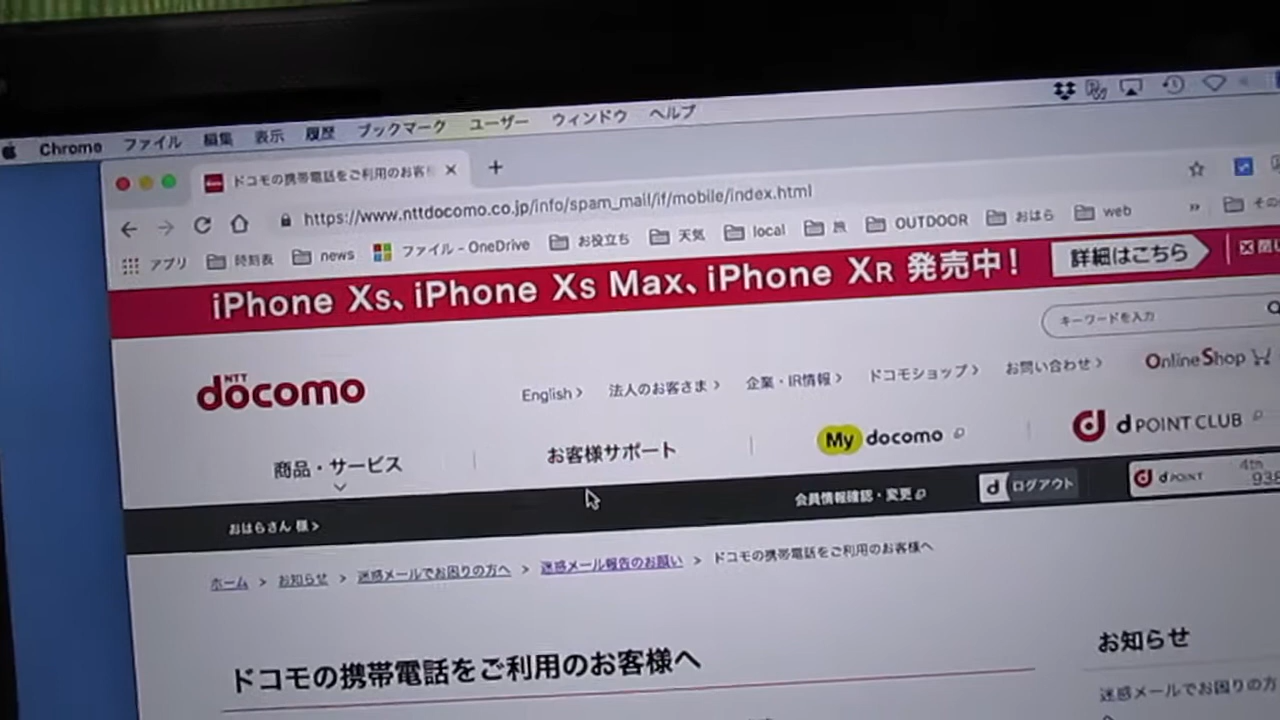 Chrome ファイル 編集 表示 履歴 ブックマーク ユーザー ウィンドウ ヘルプ
ドコモの携帯電話をご利用のお客
https://www.nttdocomo.co.jp/info/spam_mail/if/mobile/index.html
アプリ 時刻表 news ファイル - OneDrive お役立ち 天気 local 旅 OUTDOOR おはら web » その
iPhone Xs、iPhone Xs Max、iPhone XR 発売中! 詳細はこちら
キーワードを入力
NTT
docomo
English > 法人のお客さま > 企業・IR情報 > ドコモショップ > お問い合わせ > Online Shop
商品・サービス お客様サポート My docomo d POINT CLUB
おはらさん 様 > 会員情報確認・変更 d ログアウト d POINT 4th 938
ホーム > お知らせ > 迷惑メールでお困りの方へ > 迷惑メール報告のお願い > ドコモの携帯電話をご利用のお客様へ
ドコモの携帯電話をご利用のお客様へ
お知らせ
迷惑メールでお困りの方